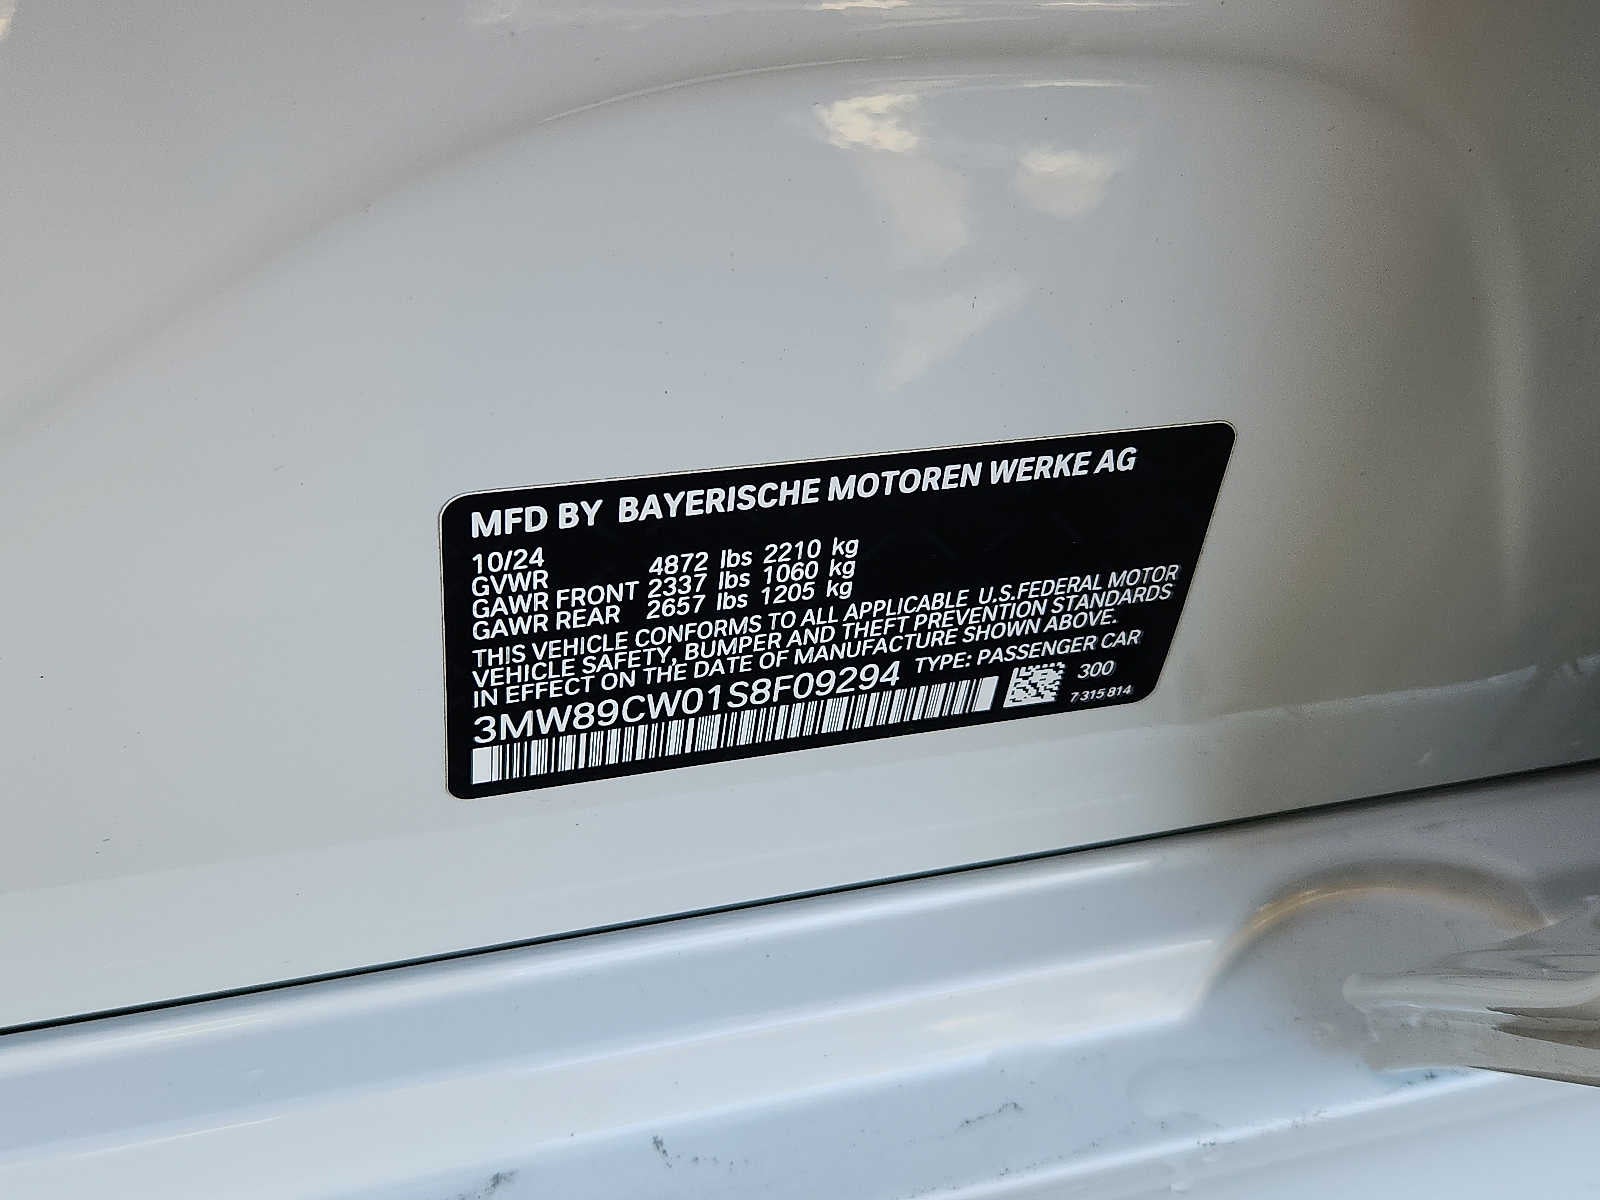 MFD BY BAYERISCHE MOTOREN WERKE AG
10/24
GVWR 4872 lbs 2210 kg
GAWR FRONT 2337 lbs 1060 kg
GAWR REAR 2657 lbs 1205 kg
THIS VEHICLE CONFORMS TO ALL APPLICABLE U.S.FEDERAL MOTOR
VEHICLE SAFETY, BUMPER AND THEFT PREVENTION STANDARDS
IN EFFECT ON THE DATE OF MANUFACTURE SHOWN ABOVE.
3MW89CW01S8F09294 TYPE: PASSENGER CAR
300
7 315 814